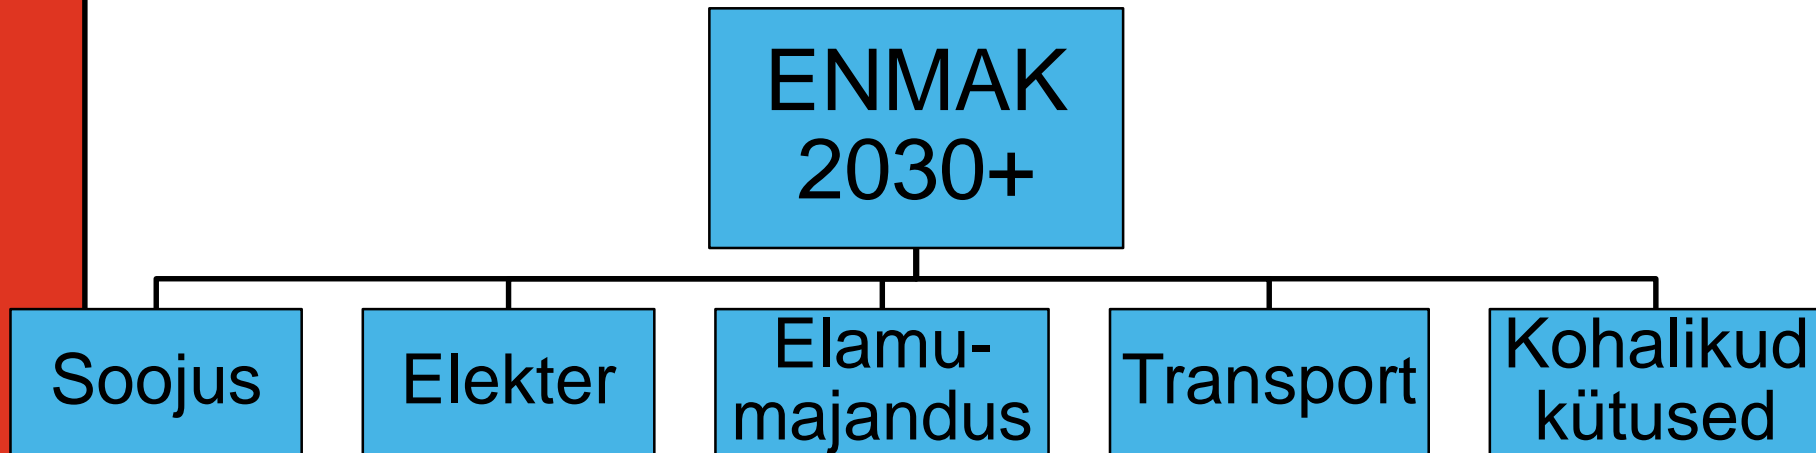 ENMAK
2030+
Soojus
Elekter
Elamu-
majandus
Transport
Kohalikud
kütused